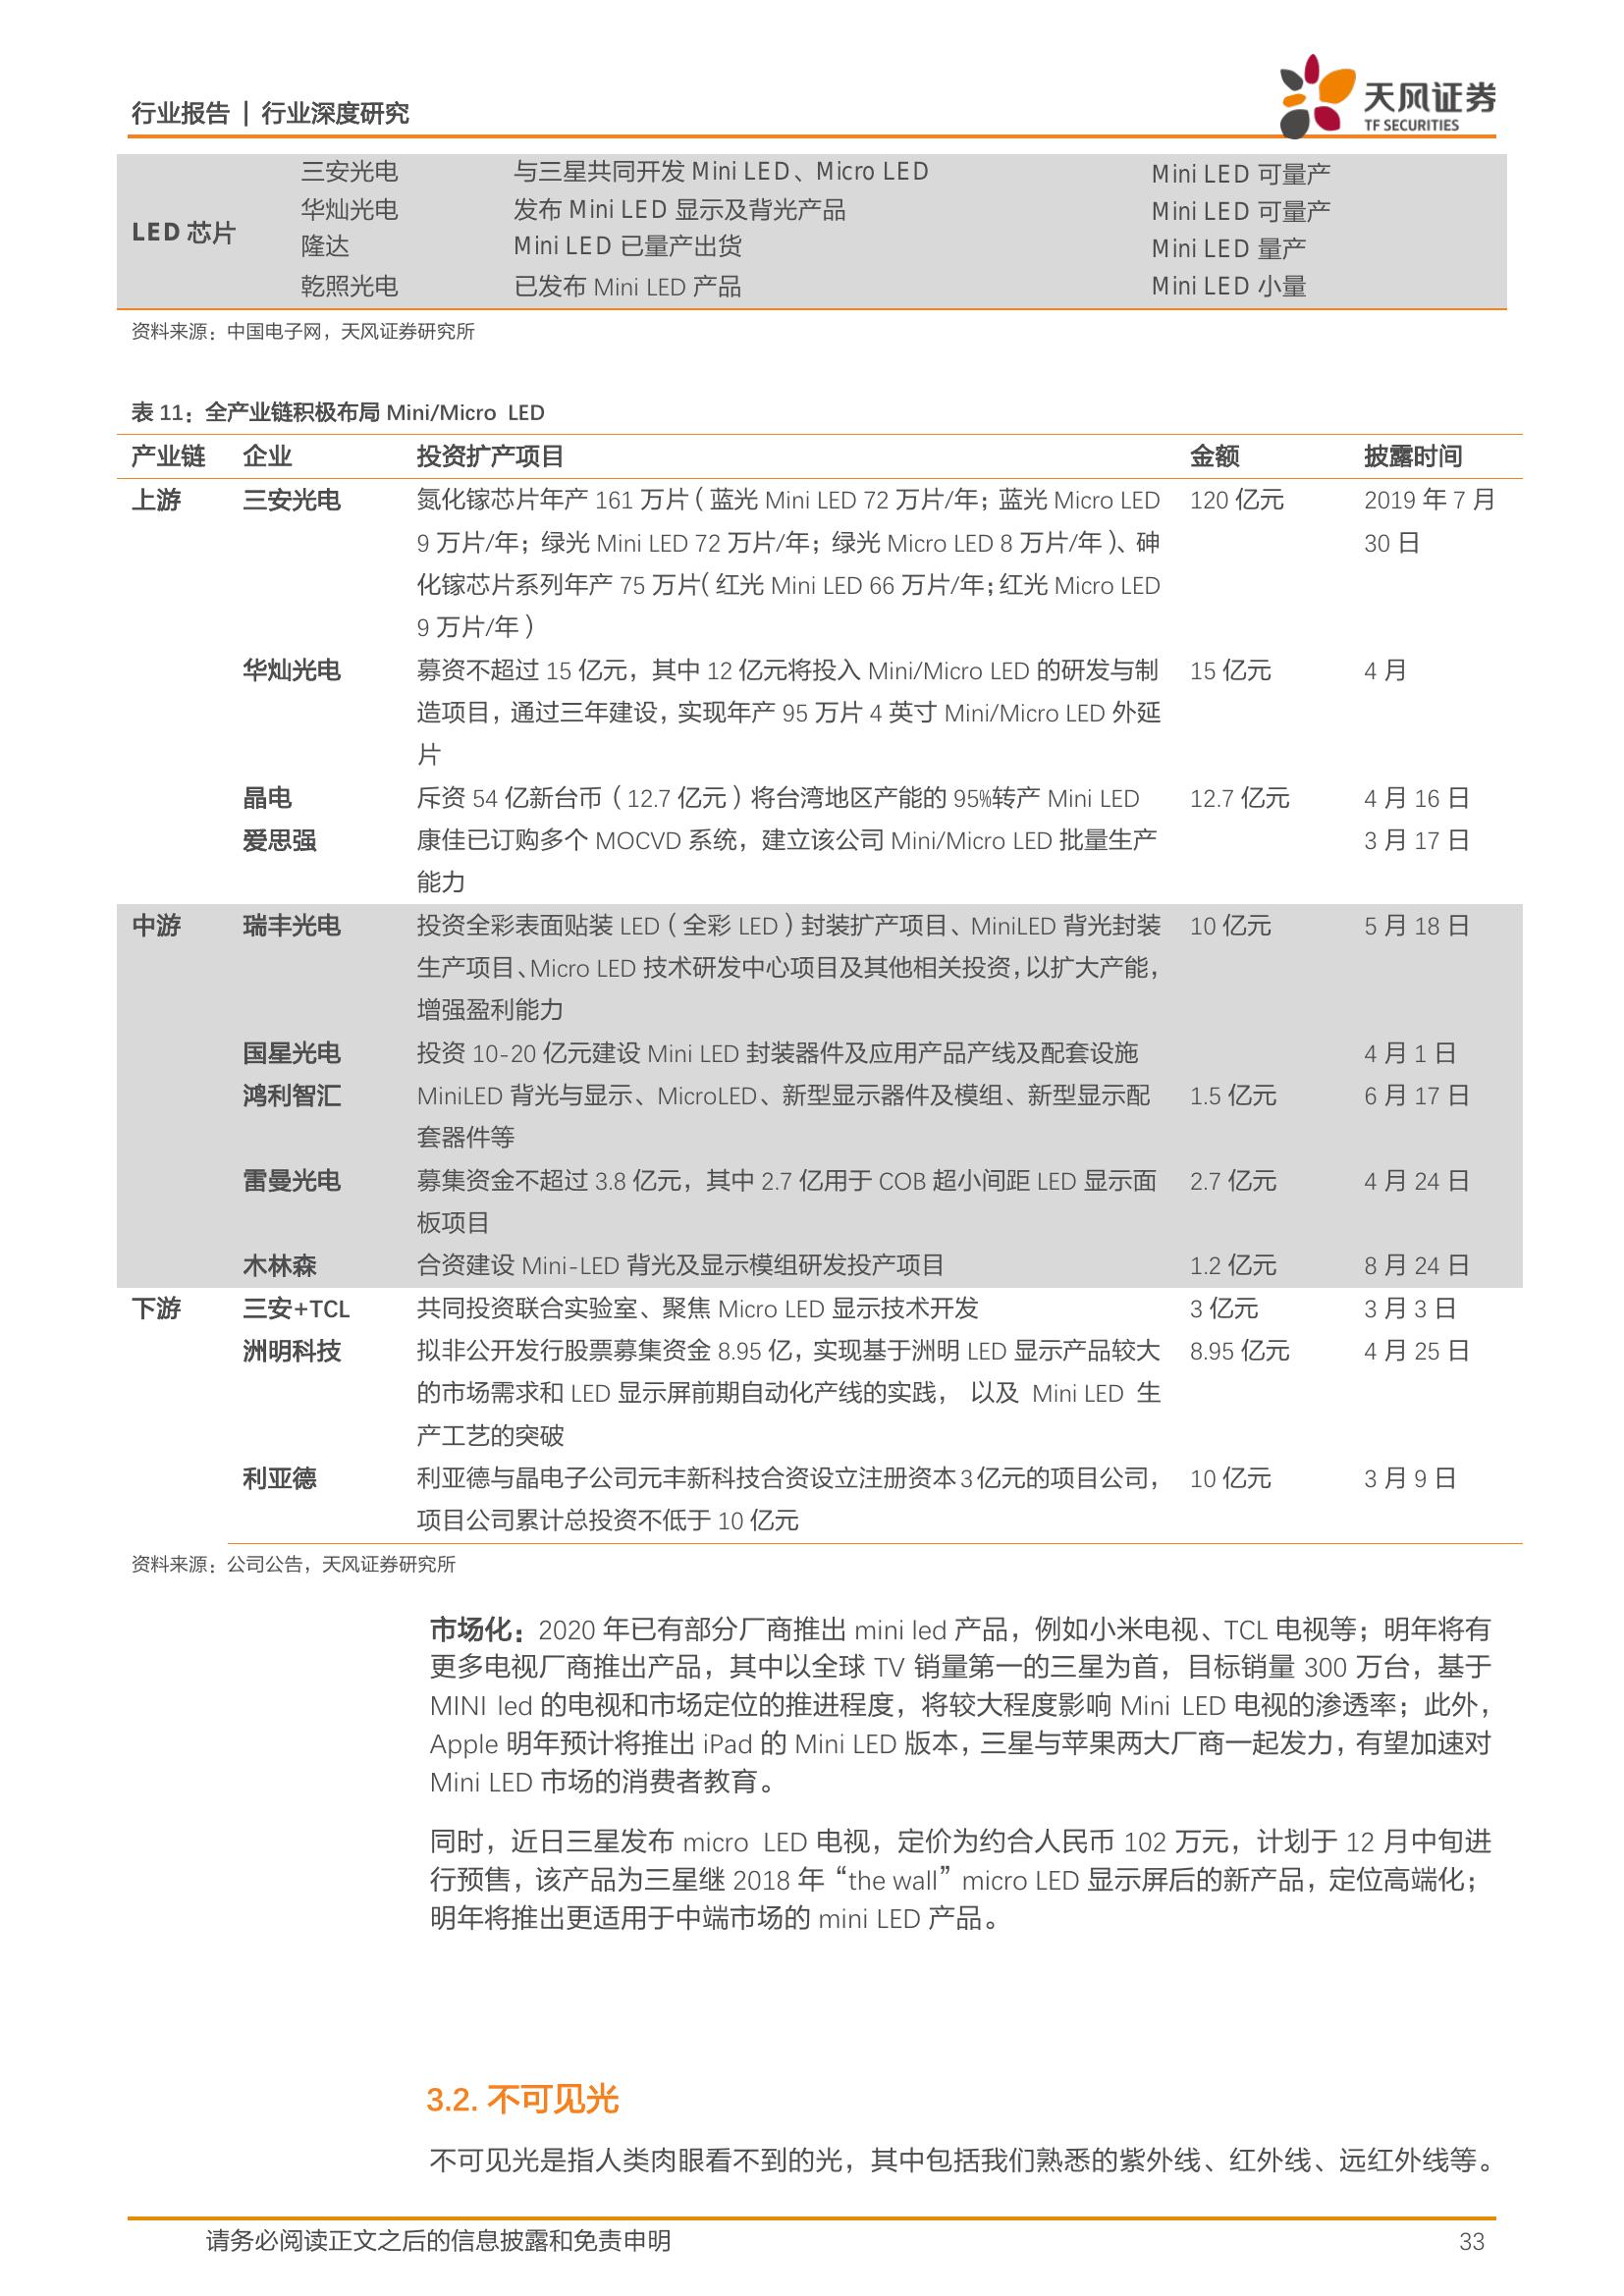 行业报告 | 行业深度研究
天风证券
TF SECURITIES
三安光电 与三星共同开发 Mini LED、Micro LED Mini LED 可量产
华灿光电 发布 Mini LED 显示及背光产品 Mini LED 可量产
LED 芯片
隆达 Mini LED 已量产出货 Mini LED 量产
乾照光电 已发布 Mini LED 产品 Mini LED 小量
资料来源：中国电子网，天风证券研究所
表 11：全产业链积极布局 Mini/Micro LED
产业链 企业 投资扩产项目 金额 披露时间
上游 三安光电 氮化镓芯片年产 161 万片（蓝光 Mini LED 72 万片/年；蓝光 Micro LED 120 亿元 2019 年 7 月
9 万片/年；绿光 Mini LED 72 万片/年；绿光 Micro LED 8 万片/年）、砷 30 日
化镓芯片系列年产 75 万片（红光 Mini LED 66 万片/年；红光 Micro LED
9 万片/年）
华灿光电 募资不超过 15 亿元，其中 12 亿元将投入 Mini/Micro LED 的研发与制 15 亿元 4 月
造项目，通过三年建设，实现年产 95 万片 4 英寸 Mini/Micro LED 外延
片
晶电 斥资 54 亿新台币（12.7 亿元）将台湾地区产能的 95%转产 Mini LED 12.7 亿元 4 月 16 日
爱思强 康佳已订购多个 MOCVD 系统，建立该公司 Mini/Micro LED 批量生产 3 月 17 日
能力
中游 瑞丰光电 投资全彩表面贴装 LED（全彩 LED）封装扩产项目、MiniLED 背光封装 10 亿元 5 月 18 日
生产项目、Micro LED 技术研发中心项目及其他相关投资，以扩大产能，
增强盈利能力
国星光电 投资 10-20 亿元建设 Mini LED 封装器件及应用产品产线及配套设施 4 月 1 日
鸿利智汇 MiniLED 背光与显示、MicroLED、新型显示器件及模组、新型显示配 1.5 亿元 6 月 17 日
套器件等
雷曼光电 募集资金不超过 3.8 亿元，其中 2.7 亿用于 COB 超小间距 LED 显示面 2.7 亿元 4 月 24 日
板项目
木林森 合资建设 Mini-LED 背光及显示模组研发投产项目 1.2 亿元 8 月 24 日
下游 三安+TCL 共同投资联合实验室、聚焦 Micro LED 显示技术开发 3 亿元 3 月 3 日
洲明科技 拟非公开发行股票募集资金 8.95 亿，实现基于洲明 LED 显示产品较大 8.95 亿元 4 月 25 日
的市场需求和 LED 显示屏前期自动化产线的实践， 以及 Mini LED 生
产工艺的突破
利亚德 利亚德与晶电子公司元丰新科技合资设立注册资本 3 亿元的项目公司， 10 亿元 3 月 9 日
项目公司累计总投资不低于 10 亿元
资料来源：公司公告，天风证券研究所
市场化：2020 年已有部分厂商推出 mini led 产品，例如小米电视、TCL 电视等；明年将有
更多电视厂商推出产品，其中以全球 TV 销量第一的三星为首，目标销量 300 万台，基于
MINI led 的电视和市场定位的推进程度，将较大程度影响 Mini LED 电视的渗透率；此外，
Apple 明年预计将推出 iPad 的 Mini LED 版本，三星与苹果两大厂商一起发力，有望加速对
Mini LED 市场的消费者教育。
同时，近日三星发布 micro LED 电视，定价为约合人民币 102 万元，计划于 12 月中旬进
行预售，该产品为三星继 2018 年“the wall”micro LED 显示屏后的新产品，定位高端化；
明年将推出更适用于中端市场的 mini LED 产品。
3.2. 不可见光
不可见光是指人类肉眼看不到的光，其中包括我们熟悉的紫外线、红外线、远红外线等。
请务必阅读正文之后的信息披露和免责申明 33